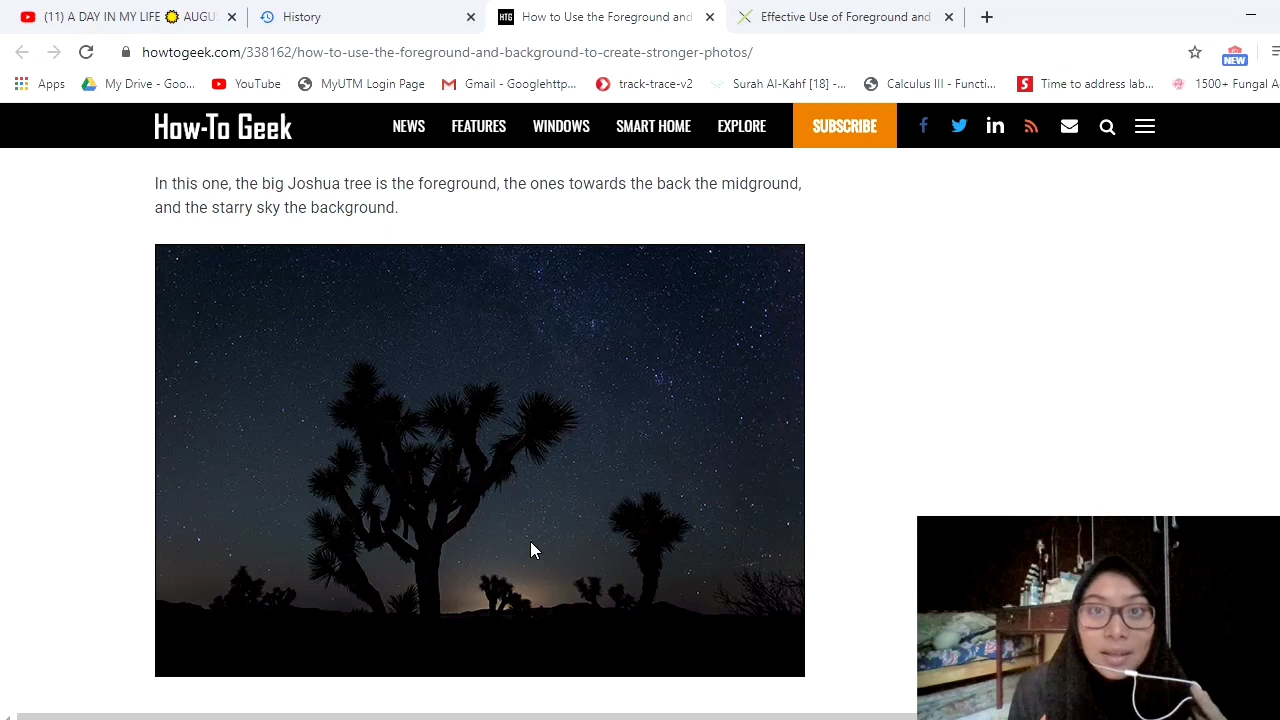 (11) A DAY IN MY LIFE 🌞 AUGUS
History
HTG
How to Use the Foreground and
Effective Use of Foreground and
howtogeek.com/338162/how-to-use-the-foreground-and-background-to-create-stronger-photos/
NEW
Apps
My Drive - Goo...
YouTube
MyUTM Login Page
Gmail - Googlehttp...
track-trace-v2
Surah Al-Kahf [18] -...
Calculus III - Functi...
Time to address lab...
1500+ Fungal A
How-To Geek
NEWS
FEATURES
WINDOWS
SMART HOME
EXPLORE
SUBSCRIBE
In this one, the big Joshua tree is the foreground, the ones towards the back the midground,
and the starry sky the background.